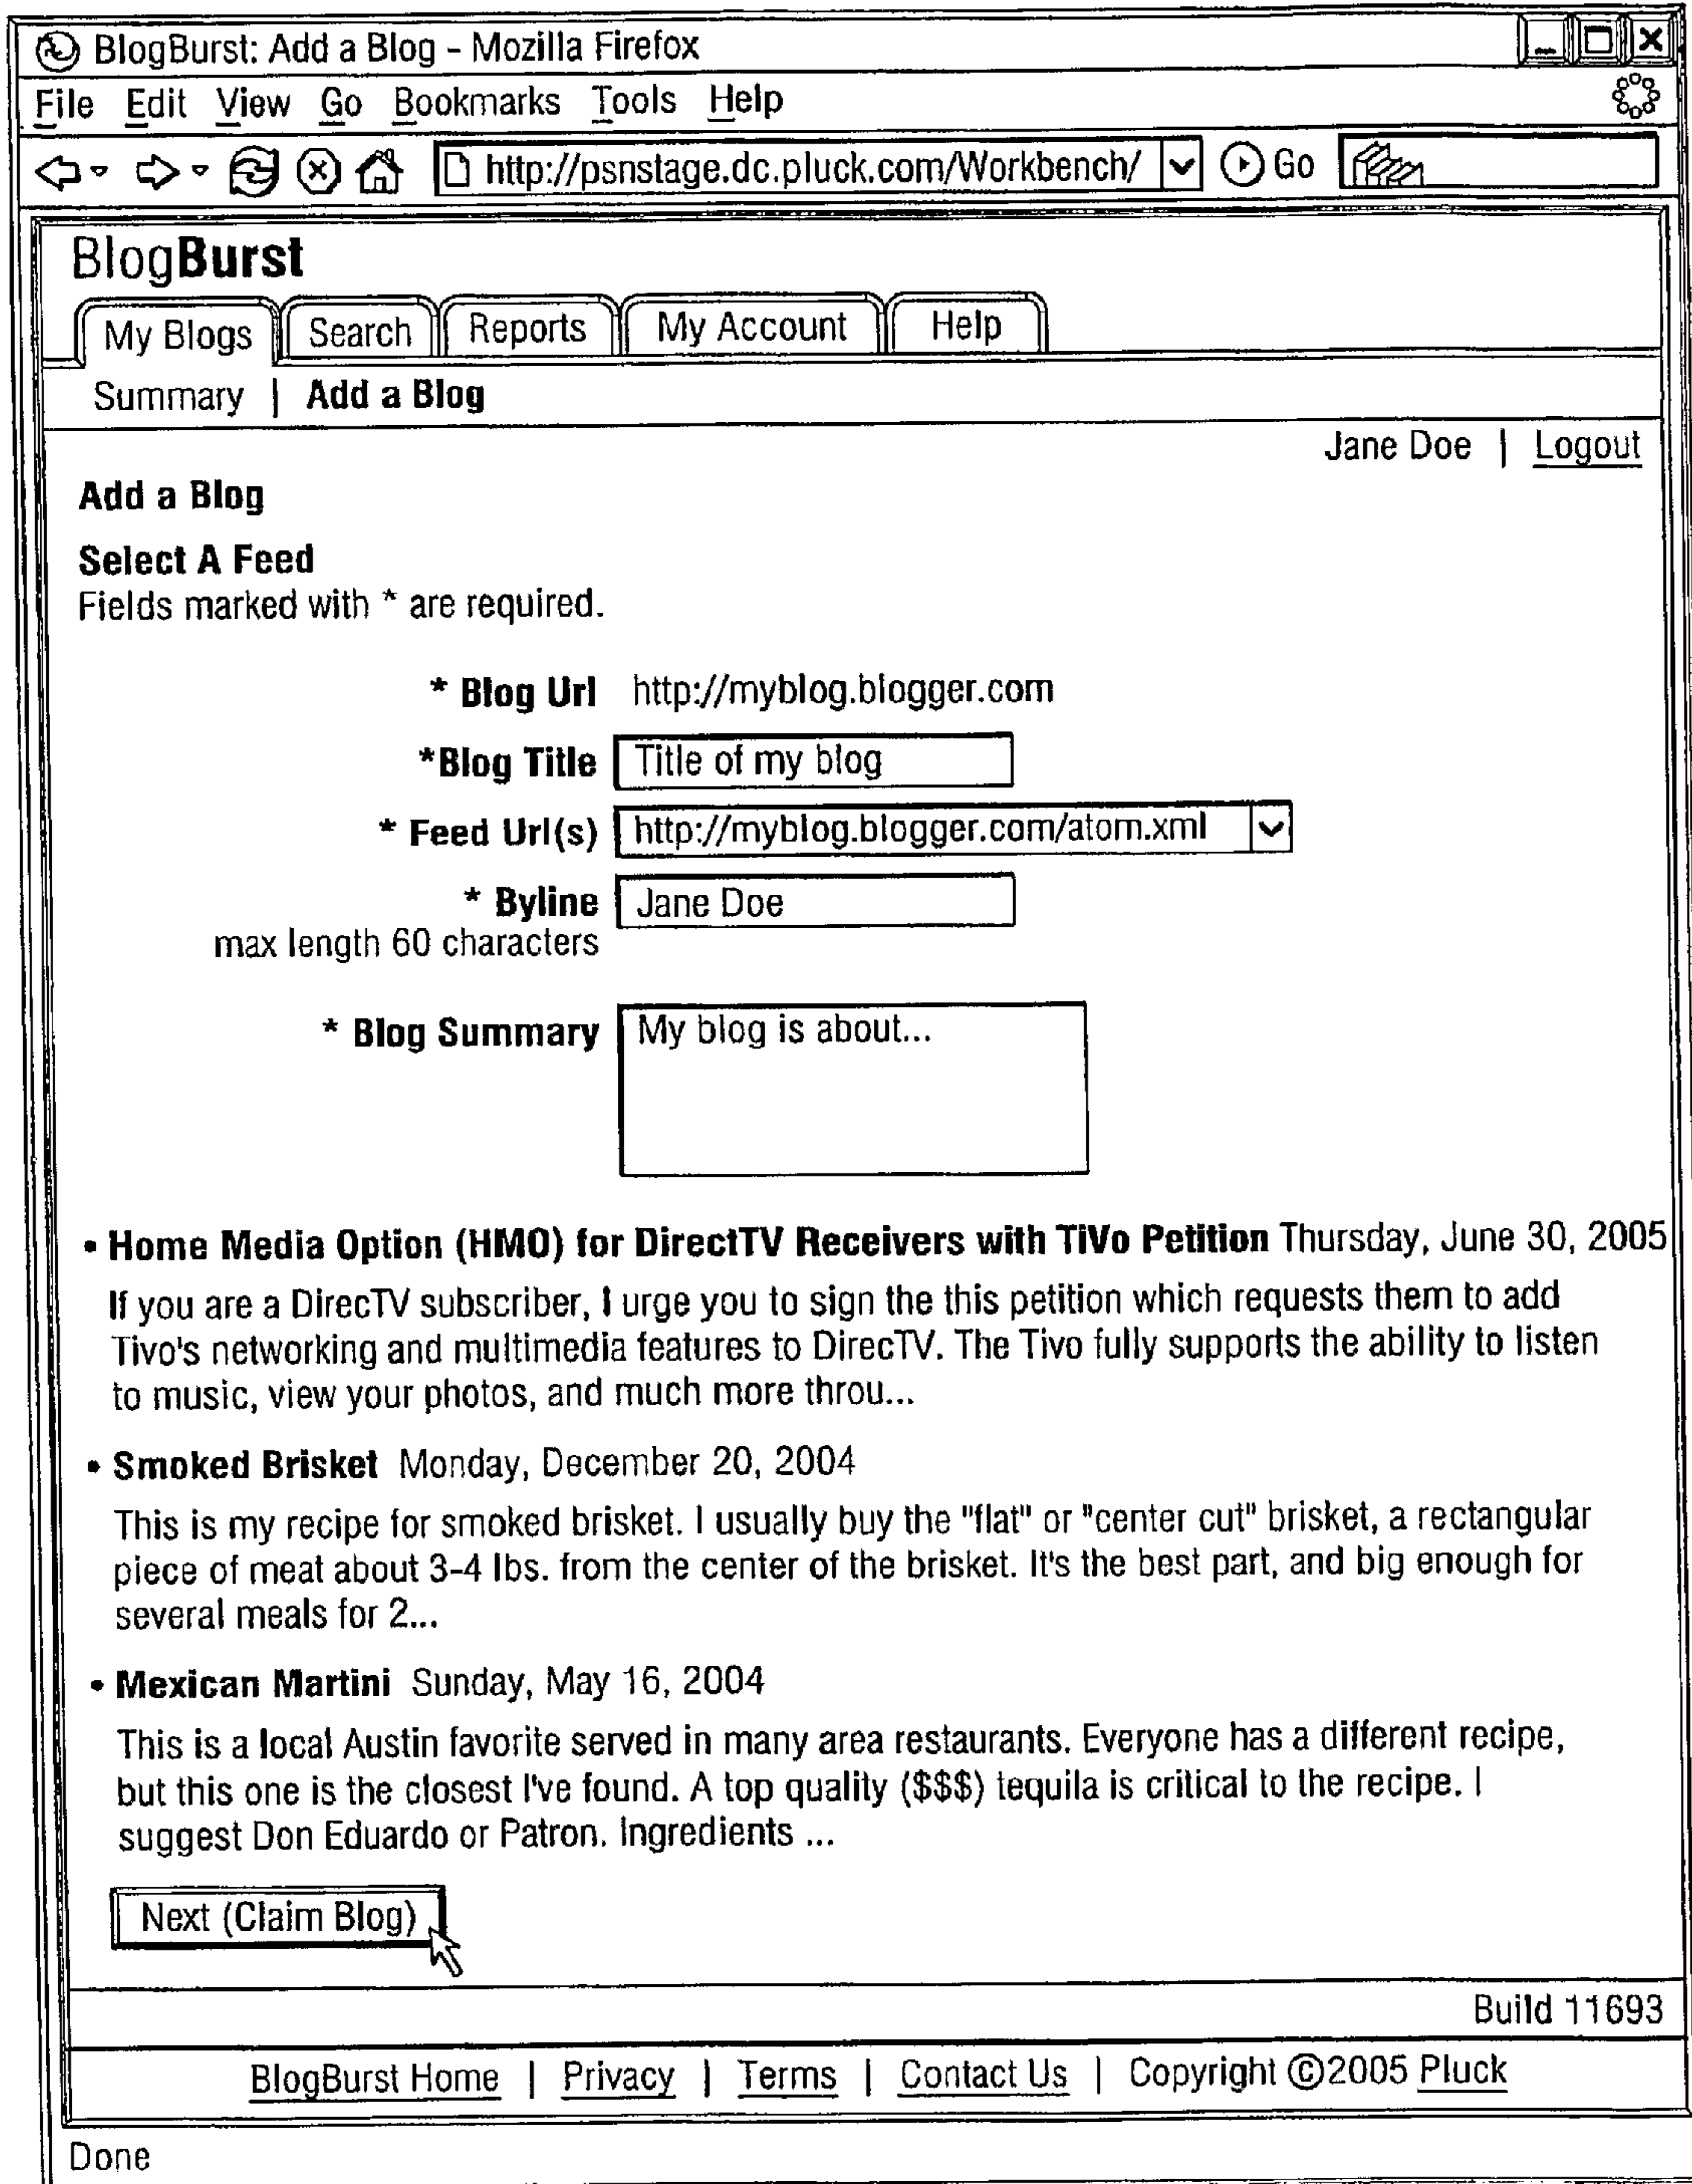 BlogBurst: Add a Blog - Mozilla Firefox
File Edit View Go Bookmarks Tools Help
http://psnstage.dc.pluck.com/Workbench/ Go
BlogBurst
My Blogs Search Reports My Account Help
Summary | Add a Blog
Jane Doe | Logout
Add a Blog
Select A Feed
Fields marked with * are required.
* Blog Url http://myblog.blogger.com
*Blog Title Title of my blog
* Feed Url(s) http://myblog.blogger.com/atom.xml
* Byline Jane Doe
max length 60 characters
* Blog Summary My blog is about...
• Home Media Option (HMO) for DirectTV Receivers with TiVo Petition Thursday, June 30, 2005
If you are a DirecTV subscriber, I urge you to sign the this petition which requests them to add
Tivo's networking and multimedia features to DirecTV. The Tivo fully supports the ability to listen
to music, view your photos, and much more throu...
• Smoked Brisket Monday, December 20, 2004
This is my recipe for smoked brisket. I usually buy the "flat" or "center cut" brisket, a rectangular
piece of meat about 3-4 lbs. from the center of the brisket. It's the best part, and big enough for
several meals for 2...
• Mexican Martini Sunday, May 16, 2004
This is a local Austin favorite served in many area restaurants. Everyone has a different recipe,
but this one is the closest I've found. A top quality ($$$) tequila is critical to the recipe. I
suggest Don Eduardo or Patron. Ingredients ...
Next (Claim Blog)
Build 11693
BlogBurst Home | Privacy | Terms | Contact Us | Copyright ©2005 Pluck
Done